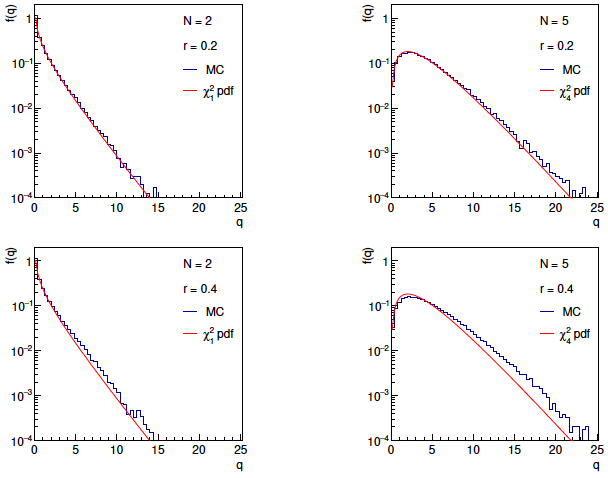 f(q)
N = 2
r = 0.2
MC
χ²₁ pdf
1
10⁻¹
10⁻²
10⁻³
10⁻⁴
0 5 10 15 20 25
q
f(q)
N = 5
r = 0.2
MC
χ²₄ pdf
1
10⁻¹
10⁻²
10⁻³
10⁻⁴
0 5 10 15 20 25
q
f(q)
N = 2
r = 0.4
MC
χ²₁ pdf
1
10⁻¹
10⁻²
10⁻³
10⁻⁴
0 5 10 15 20 25
q
f(q)
N = 5
r = 0.4
MC
χ²₄ pdf
1
10⁻¹
10⁻²
10⁻³
10⁻⁴
0 5 10 15 20 25
q